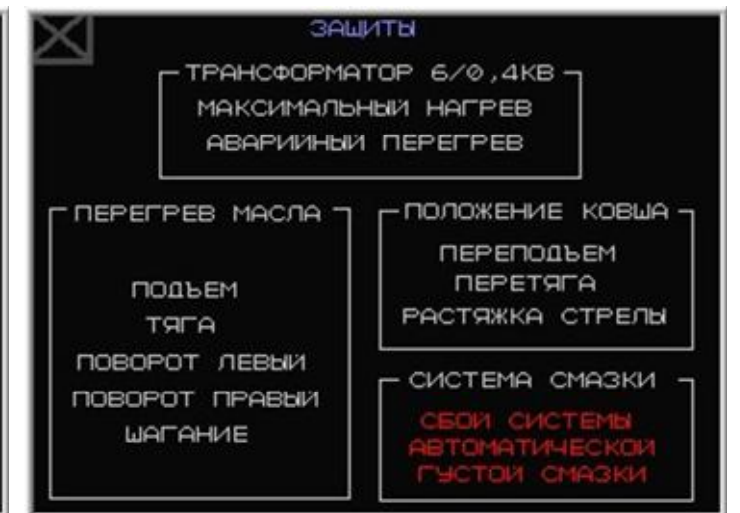 ЗАЩИТЫ
ТРАНСФОРМАТОР 6/0,4КВ
МАКСИМАЛЬНЫЙ НАГРЕВ
АВАРИЙНЫЙ ПЕРЕГРЕВ
ПЕРЕГРЕВ МАСЛА
ПОДЪЕМ
ТЯГА
ПОВОРОТ ЛЕВЫЙ
ПОВОРОТ ПРАВЫЙ
ШАГАНИЕ
ПОЛОЖЕНИЕ КОВША
ПЕРЕПОДЪЕМ
ПЕРЕТЯГА
РАСТЯЖКА СТРЕЛЫ
СИСТЕМА СМАЗКИ
СБОЙ СИСТЕМЫ
АВТОМАТИЧЕСКОЙ
ГУСТОЙ СМАЗКИ